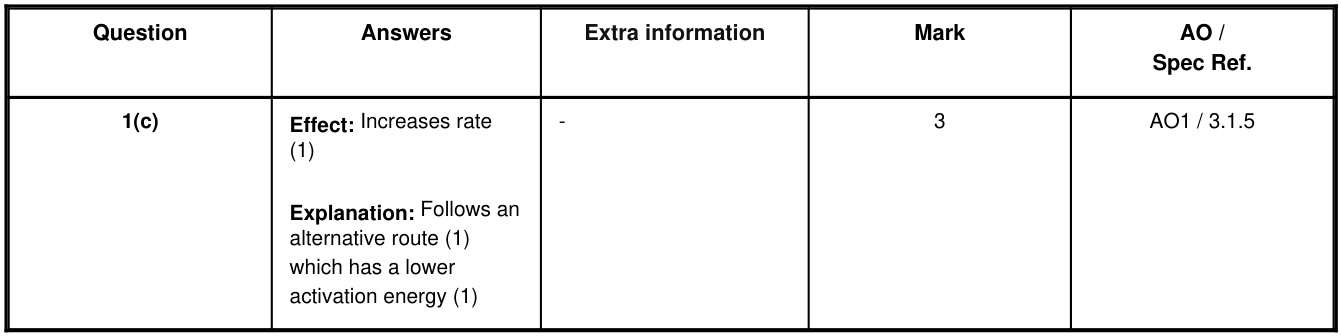 Question Answers Extra information Mark AO /
Spec Ref.
1(c) Effect: Increases rate - 3 AO1 / 3.1.5
(1)
Explanation: Follows an
alternative route (1)
which has a lower
activation energy (1)